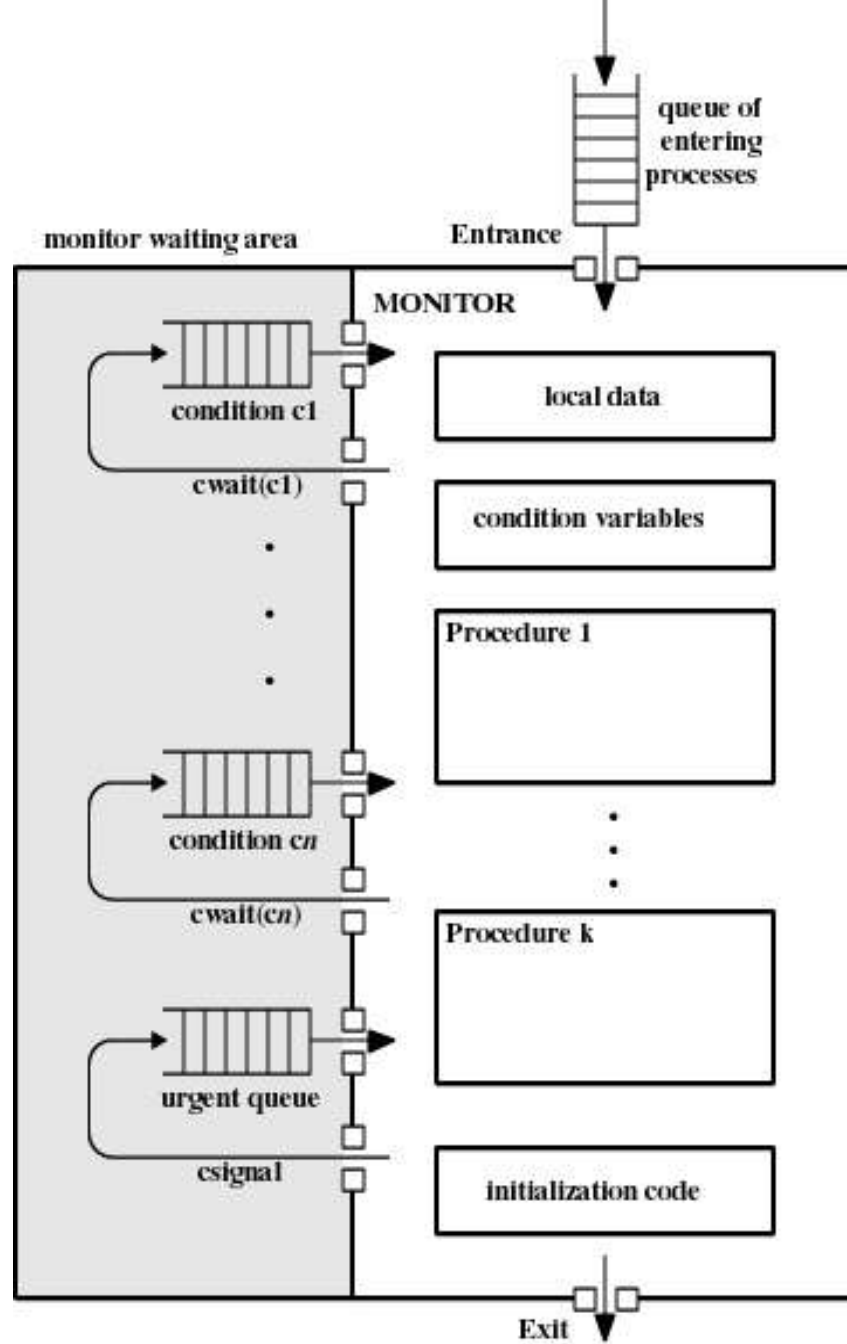 queue of
entering
processes
Entrance
monitor waiting area
MONITOR
condition c1
cwait(c1)
local data
condition variables
Procedure 1
condition cn
cwait(cn)
Procedure k
urgent queue
csignal
initialization code
Exit